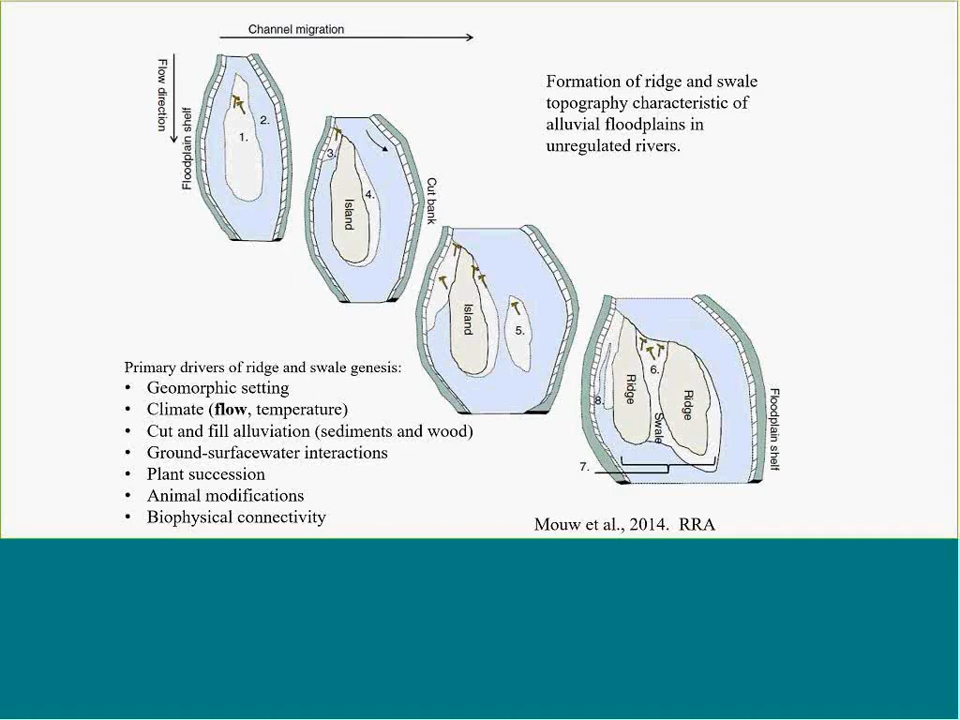 Channel migration
Flow direction
Floodplain shelf
1.
2.
3.
Island
4.
Cut bank
Island
5.
Ridge
Swale
6.
Ridge
7.
8.
Floodplain shelf
Formation of ridge and swale
topography characteristic of
alluvial floodplains in
unregulated rivers.
Primary drivers of ridge and swale genesis:
• Geomorphic setting
• Climate (flow, temperature)
• Cut and fill alluviation (sediments and wood)
• Ground-surfacewater interactions
• Plant succession
• Animal modifications
• Biophysical connectivity
Mouw et al., 2014.  RRA